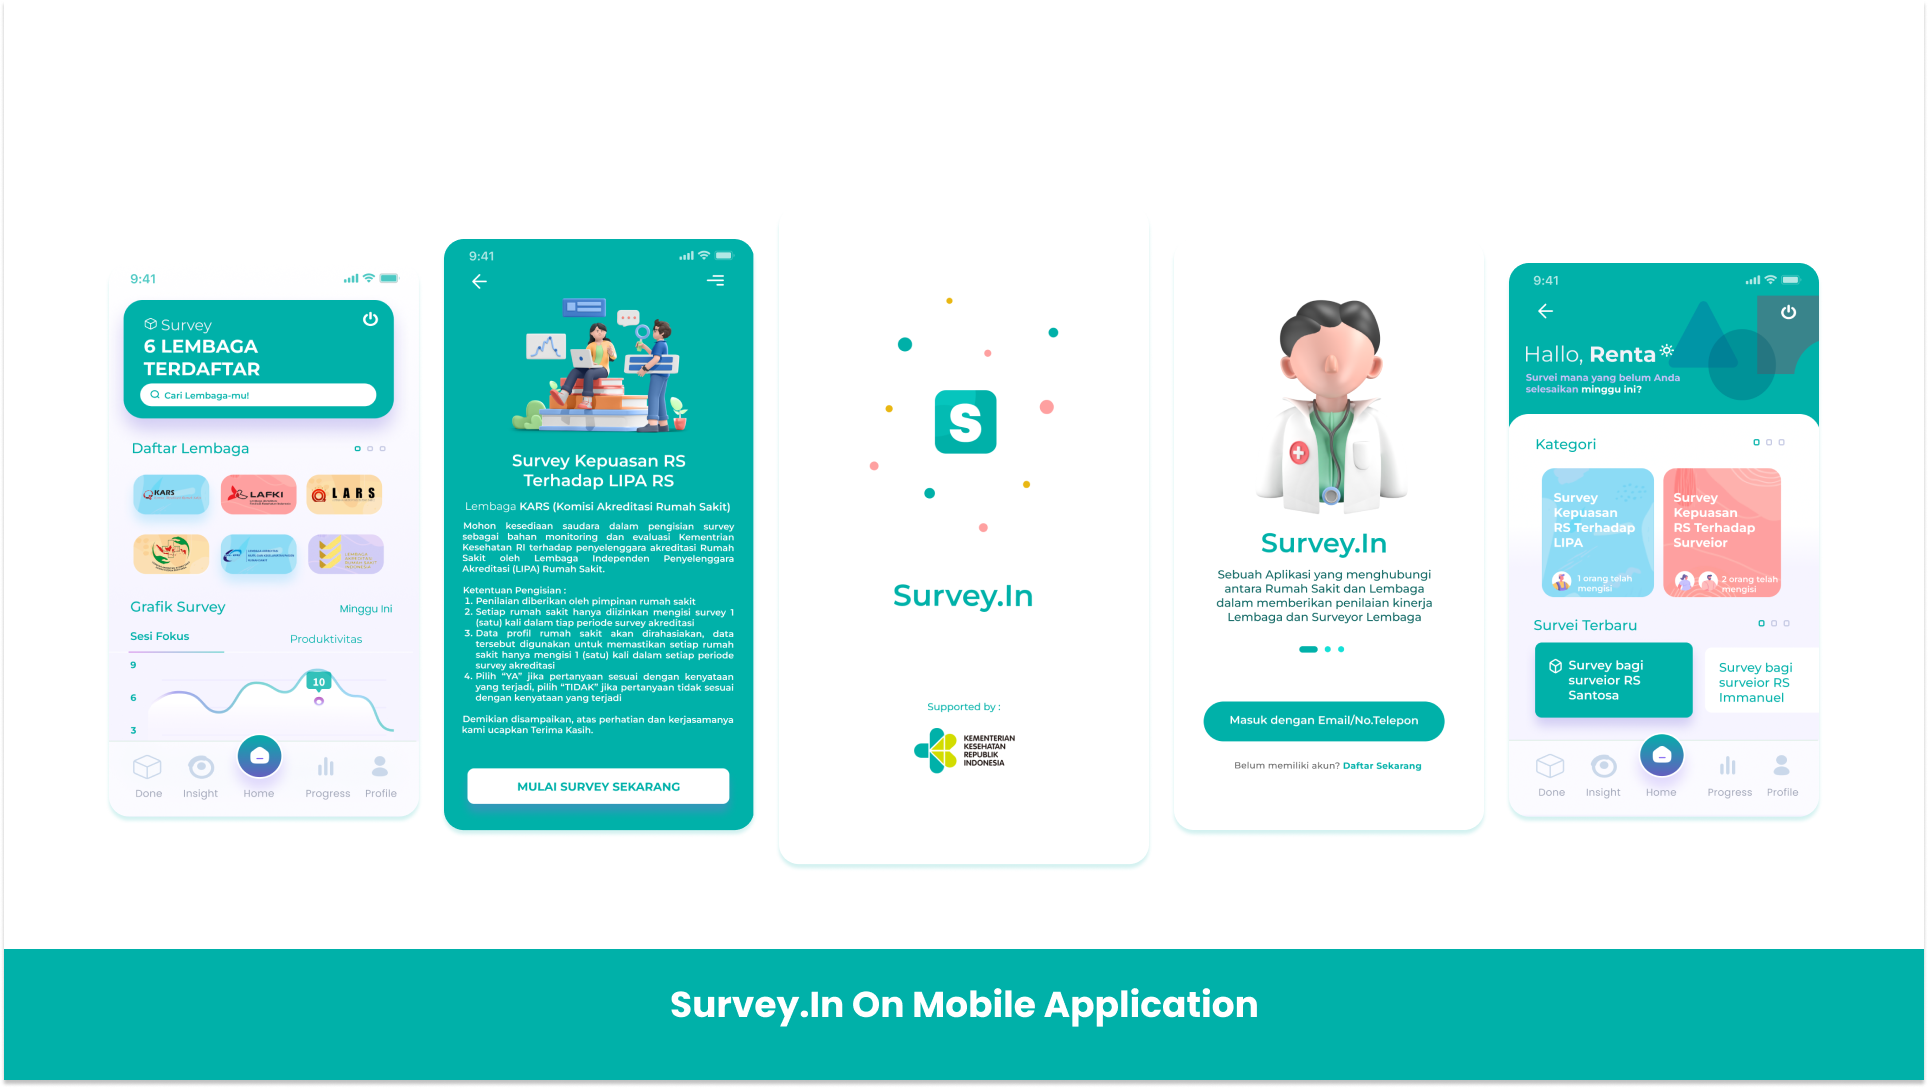 9:41
Survey
6 LEMBAGA
TERDAFTAR
Cari Lembaga-mu!
Daftar Lembaga
KARS
LAFKI
LARS
Grafik Survey
Minggu Ini
Sesi Fokus
Produktivitas
9
10
6
3
Done
Insight
Home
Progress
Profile
9:41
Survey Kepuasan RS
Terhadap LIPA RS
Lembaga KARS (Komisi Akreditasi Rumah Sakit)
Mohon kesediaan saudara dalam pengisian survey
sebagai bahan monitoring dan evaluasi Kementrian
Kesehatan RI terhadap penyelenggara akreditasi Rumah
Sakit oleh Lembaga Independen Penyelenggara
Akreditasi (LIPA) Rumah Sakit.
Ketentuan Pengisian :
1. Penilaian diberikan oleh pimpinan rumah sakit
2. Setiap rumah sakit hanya diizinkan mengisi survey 1
(satu) kali dalam tiap periode survey akreditasi
3. Data profil rumah sakit akan dirahasiakan, data
tersebut digunakan untuk memastikan setiap rumah
sakit hanya mengisi 1 (satu) kali dalam setiap periode
survey akreditasi
4. Pilih “YA” jika pertanyaan sesuai dengan kenyataan
yang terjadi, pilih “TIDAK” jika pertanyaan tidak sesuai
dengan kenyataan yang terjadi
Demikian disampaikan, atas perhatian dan kerjasamanya
kami ucapkan Terima Kasih.
MULAI SURVEY SEKARANG
S
Survey.In
Supported by :
KEMENTERIAN
KESEHATAN
REPUBLIK
INDONESIA
Survey.In
Sebuah Aplikasi yang menghubungi
antara Rumah Sakit dan Lembaga
dalam memberikan penilaian kinerja
Lembaga dan Surveyor Lembaga
Masuk dengan Email/No.Telepon
Belum memiliki akun? Daftar Sekarang
9:41
Hallo, Renta
Survei mana yang belum Anda
selesaikan minggu ini?
Kategori
Survey
Kepuasan
RS Terhadap
LIPA
1 orang telah
mengisi
Survey
Kepuasan
RS Terhadap
Surveior
2 orang telah
mengisi
Survei Terbaru
Survey bagi
surveior RS
Santosa
Survey bagi
surveior RS
Immanuel
Done
Insight
Home
Progress
Profile
Survey.In On Mobile Application